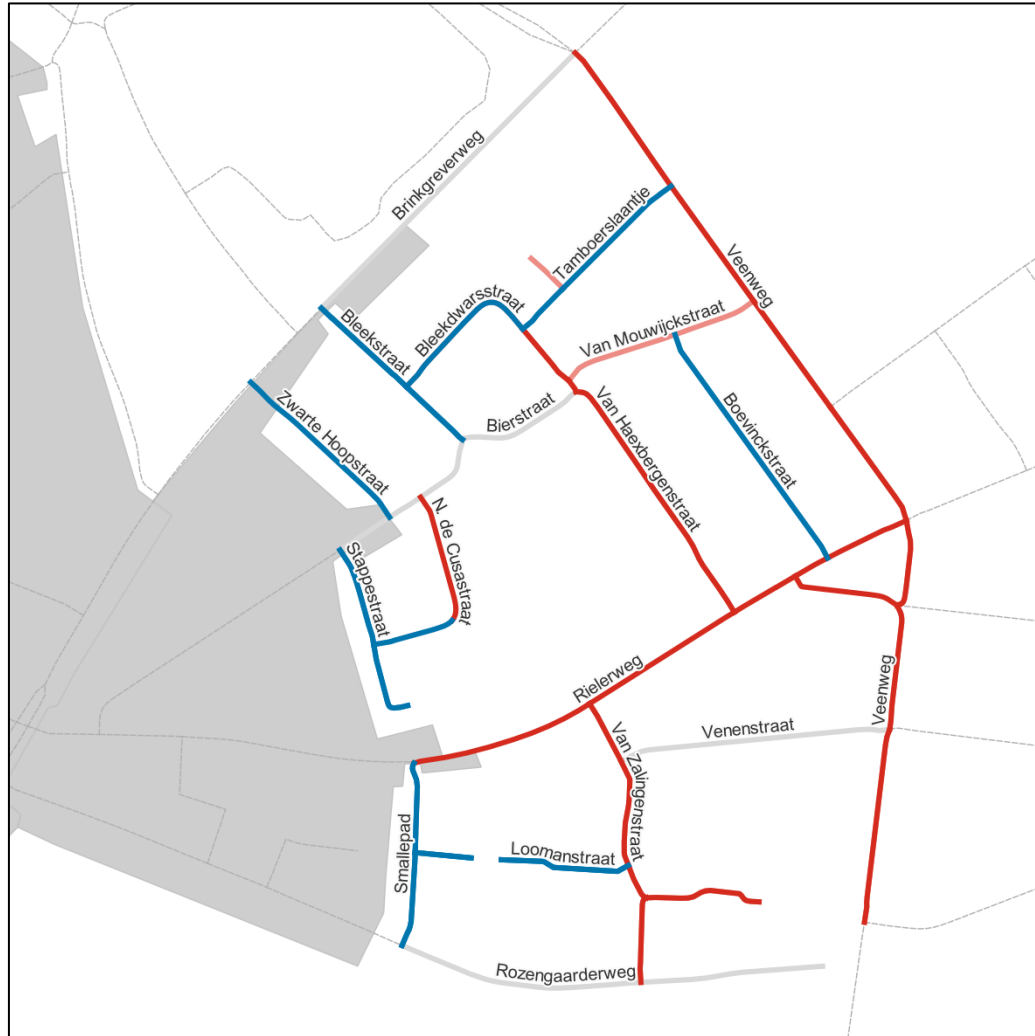 Brinkgreverweg
Tamboerslaantje
Veenweg
Bleekdwarsstraat
Bleekstraat
Van Mouwijckstraat
Zwarte Hoopstraat
Bierstraat
Van Haexbergenstraat
Boevinckstraat
N. de Cusastraat
Stappestraat
Rielerweg
Veenweg
Venenstraat
Van Zalingenstraat
Smallepad
Loomanstraat
Rozengaarderweg